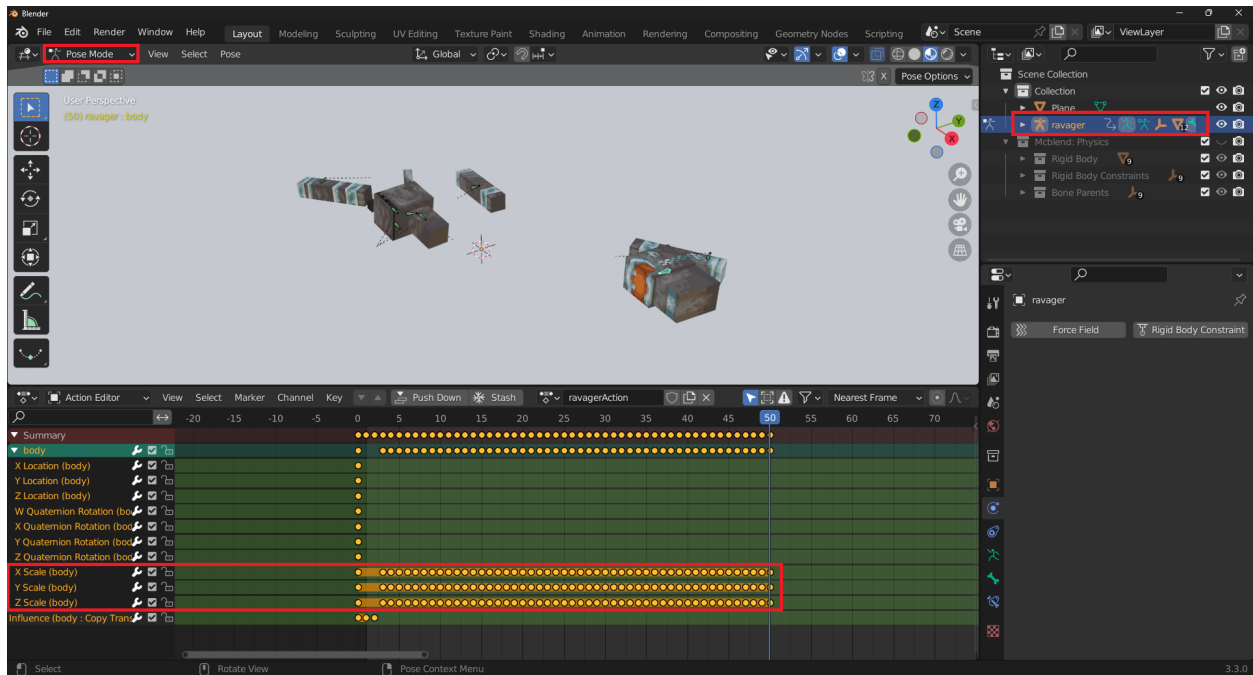 Blender
File Edit Render Window Help Layout Modeling Sculpting UV Editing Texture Paint Shading Animation Rendering Compositing Geometry Nodes Scripting Scene ViewLayer
Pose Mode View Select Pose Global
X Pose Options
User Perspective
(50) ravager : body
Z
Y
X
Scene Collection
Collection
Plane
ravager 12
Mcblend: Physics
Rigid Body 9
Rigid Body Constraints 9
Bone Parents 9
ravager
Force Field Rigid Body Constraint
Action Editor View Select Marker Channel Key Push Down Stash ravagerAction Nearest Frame
-20 -15 -10 -5 0 5 10 15 20 25 30 35 40 45 50 55 60 65 70
Summary
body
X Location (body)
Y Location (body)
Z Location (body)
W Quaternion Rotation (bo
X Quaternion Rotation (bod
Y Quaternion Rotation (bod
Z Quaternion Rotation (bod
X Scale (body)
Y Scale (body)
Z Scale (body)
Influence (body : Copy Trans
Select Rotate View Pose Context Menu 3.3.0